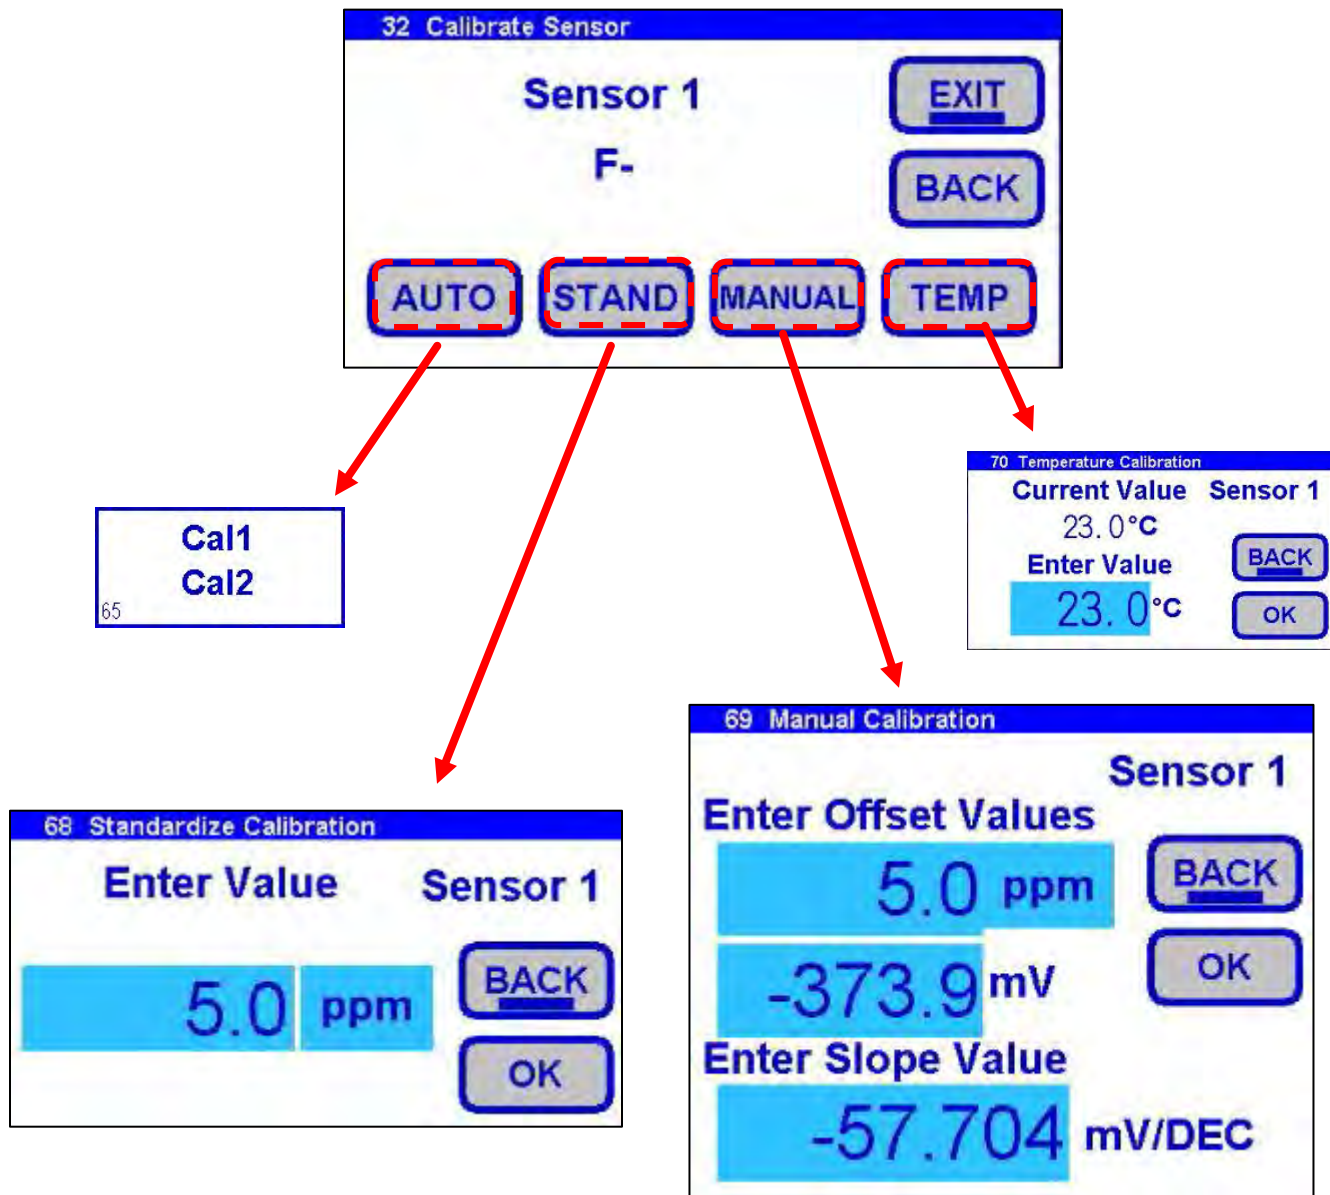 32 Calibrate Sensor
Sensor 1
F-
EXIT
BACK
AUTO STAND MANUAL TEMP
Cal1
Cal2
65
70 Temperature Calibration
Current Value Sensor 1
23.0°C
Enter Value
23.0°C
BACK
OK
68 Standardize Calibration
Enter Value Sensor 1
5.0 ppm
BACK
OK
69 Manual Calibration
Sensor 1
Enter Offset Values
5.0 ppm
BACK
-373.9 mV
OK
Enter Slope Value
-57.704 mV/DEC